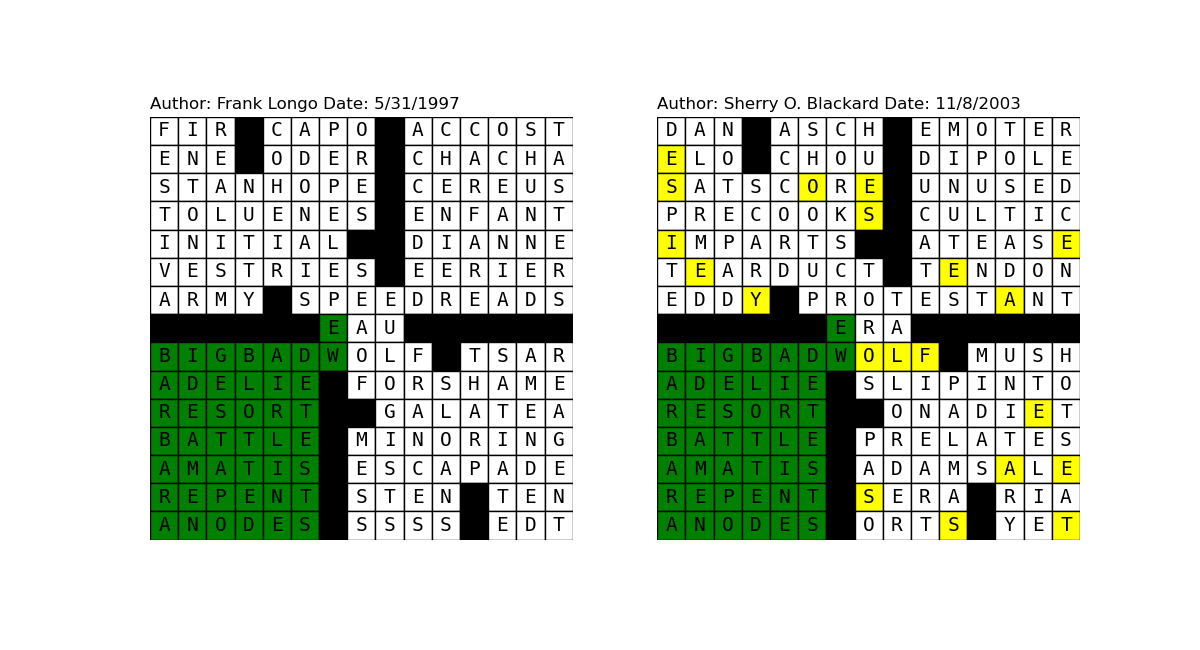 Author: Frank Longo Date: 5/31/1997
F I R C A P O A C C O S T
E N E O D E R C H A C H A
S T A N H O P E C E R E U S
T O L U E N E S E N F A N T
I N I T I A L D I A N N E
V E S T R I E S E E R I E R
A R M Y S P E E D R E A D S
E A U
B I G B A D W O L F T S A R
A D E L I E F O R S H A M E
R E S O R T G A L A T E A
B A T T L E M I N O R I N G
A M A T I S E S C A P A D E
R E P E N T S T E N T E N
A N O D E S S S S S E D T
Author: Sherry O. Blackard Date: 11/8/2003
D A N A S C H E M O T E R
E L O C H O U D I P O L E
S A T S C O R E U N U S E D
P R E C O O K S C U L T I C
I M P A R T S A T E A S E
T E A R D U C T T E N D O N
E D D Y P R O T E S T A N T
E R A
B I G B A D W O L F M U S H
A D E L I E S L I P I N T O
R E S O R T O N A D I E T
B A T T L E P R E L A T E S
A M A T I S A D A M S A L E
R E P E N T S E R A R I A
A N O D E S O R T S Y E T